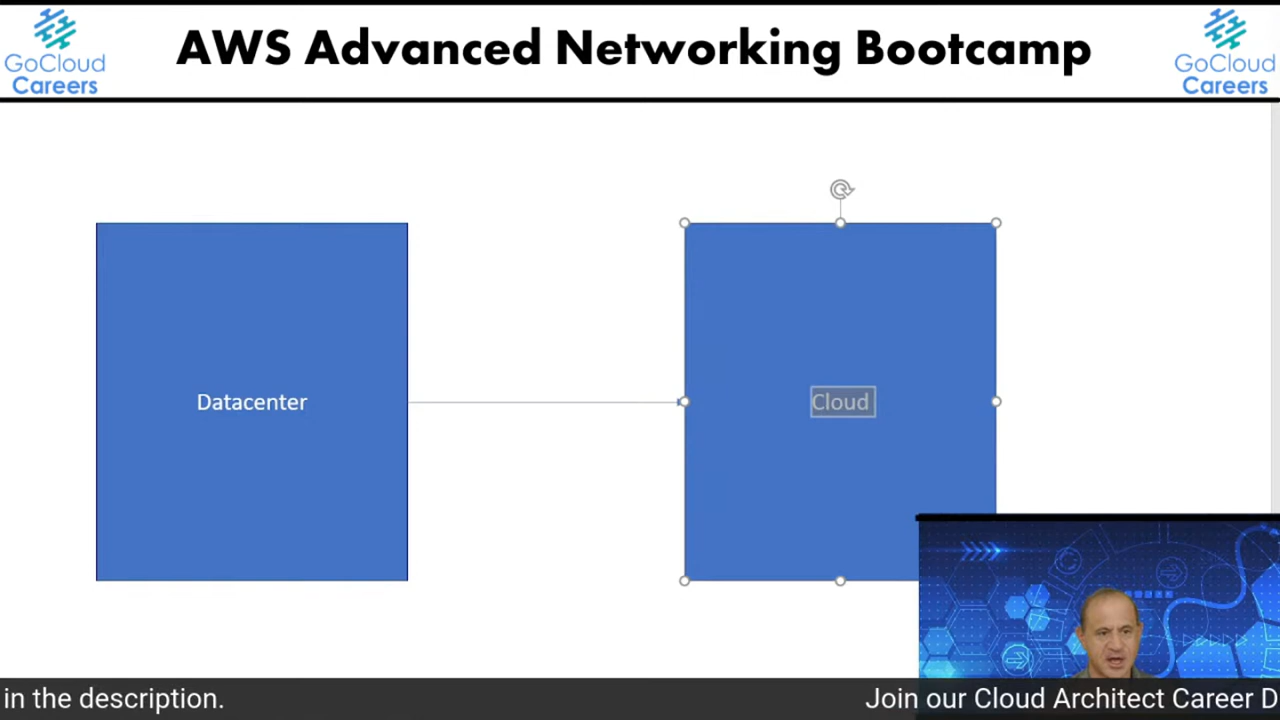 GoCloud
Careers
AWS Advanced Networking Bootcamp
GoCloud
Careers
Datacenter
Cloud
in the description.
Join our Cloud Architect Career D